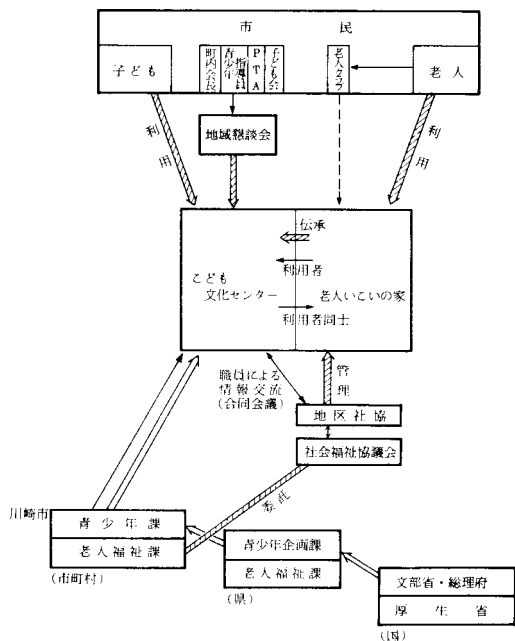 市民
子ども
町内会長
青少年指導員
PTA
子ども会
老人クラブ
老人
利用
地域懇談会
利用
伝承
利用者
こども
文化センター
老人いこいの家
利用者同士
職員による
情報交流
(合同会議)
管理
地区社協
社会福祉協議会
委託
川崎市
青少年課
老人福祉課
(市町村)
青少年企画課
老人福祉課
(県)
文部省・総理府
厚生省
(国)